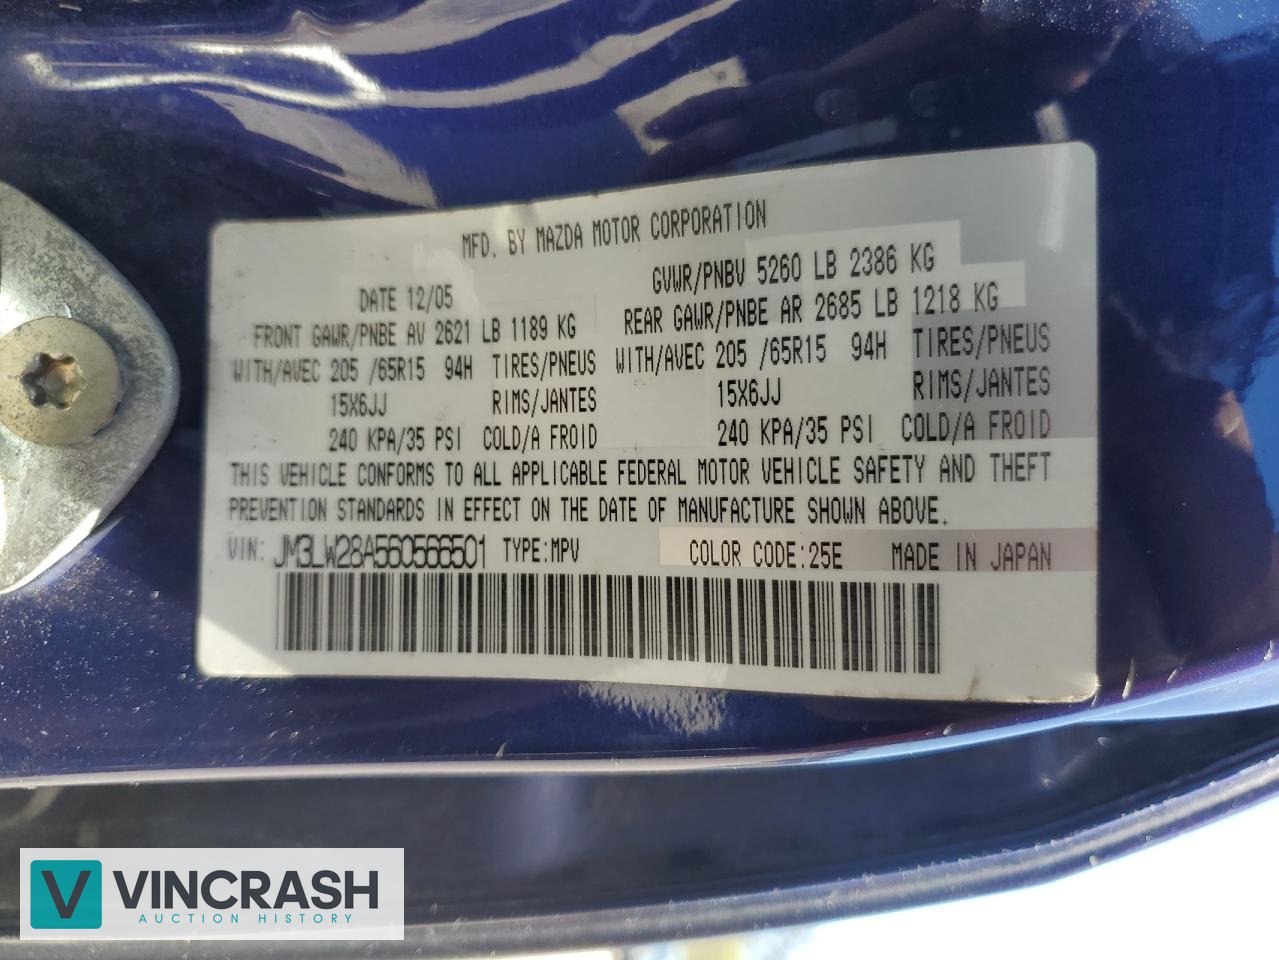 MFD. BY MAZDA MOTOR CORPORATION
DATE 12/05 GVWR/PNBV 5260 LB 2386 KG
FRONT GAWR/PNBE AV 2621 LB 1189 KG REAR GAWR/PNBE AR 2685 LB 1218 KG
WITH/AVEC 205 /65R15 94H TIRES/PNEUS WITH/AVEC 205 /65R15 94H TIRES/PNEUS
15X6JJ RIMS/JANTES 15X6JJ RIMS/JANTES
240 KPA/35 PSI COLD/A FROID 240 KPA/35 PSI COLD/A FROID
THIS VEHICLE CONFORMS TO ALL APPLICABLE FEDERAL MOTOR VEHICLE SAFETY AND THEFT
PREVENTION STANDARDS IN EFFECT ON THE DATE OF MANUFACTURE SHOWN ABOVE.
VIN: JM3LW28A560566501 TYPE:MPV COLOR CODE:25E MADE IN JAPAN
V VINCRASH
AUCTION HISTORY